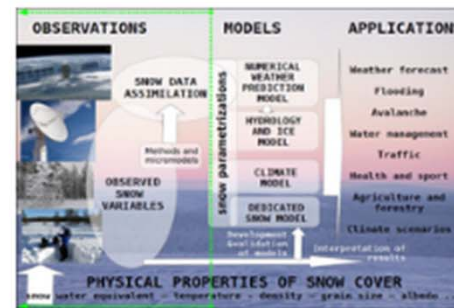 OBSERVATIONS
MODELS
APPLICATION
SNOW DATA
ASSIMILATION
Methods and
micromodels
OBSERVED
SNOW
VARIABLES
snow parametrizations
NUMERICAL
WEATHER
PREDICTION
MODEL
HYDROLOGY
AND ICE
MODEL
CLIMATE
MODEL
DEDICATED
SNOW MODEL
Development
&validation
of models
Interpretation of
results
Weather forecast
Flooding
Avalanche
Water management
Traffic
Health and sport
Agriculture and
forestry
Climate scenarios
PHYSICAL PROPERTIES OF SNOW COVER
snow water equivalent - temperature - density - grain size - albedo ..